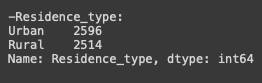 -Residence_type:
Urban    2596
Rural    2514
Name: Residence_type, dtype: int64